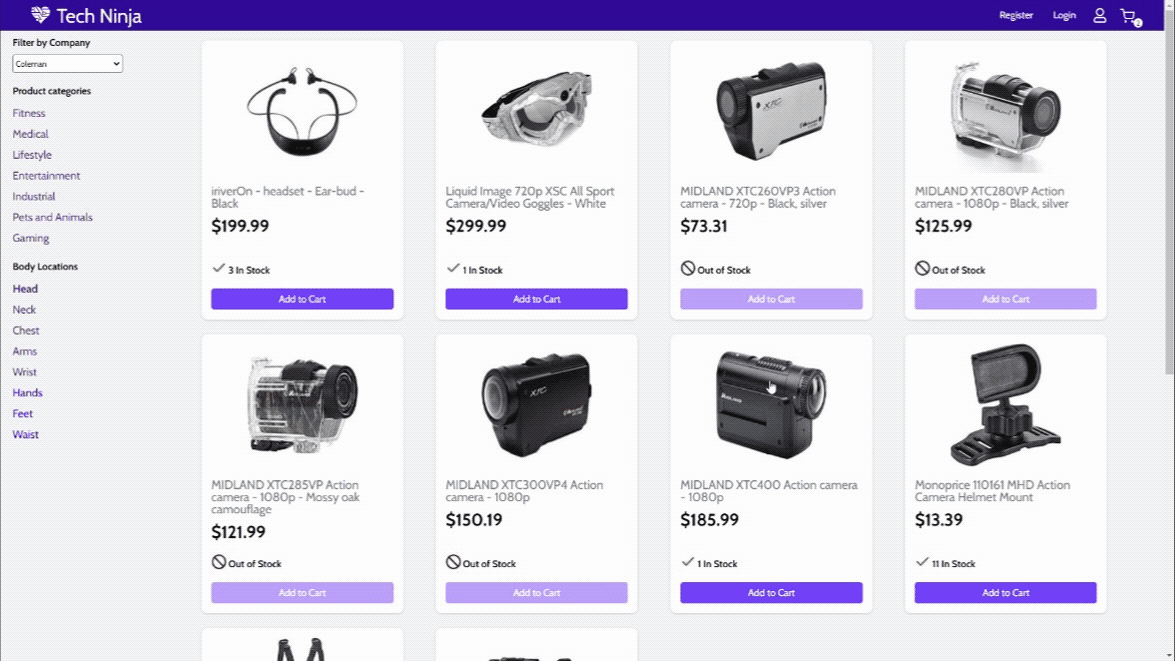 Tech Ninja
Register
Login
2
Filter by Company
Coleman
Product categories
Fitness
Medical
Lifestyle
Entertainment
Industrial
Pets and Animals
Gaming
Body Locations
Head
Neck
Chest
Arms
Wrist
Hands
Feet
Waist
iriverOn - headset - Ear-bud -
Black
$199.99
3 In Stock
Add to Cart
Liquid Image 720p XSC All Sport
Camera/Video Goggles - White
$299.99
1 In Stock
Add to Cart
XTC
MIDLAND XTC260VP3 Action
camera - 720p - Black, silver
$73.31
Out of Stock
Add to Cart
MIDLAND XTC280VP Action
camera - 1080p - Black, silver
$125.99
Out of Stock
Add to Cart
MIDLAND XTC285VP Action
camera - 1080p - Mossy oak
camouflage
$121.99
Out of Stock
Add to Cart
XTC
MIDLAND XTC300VP4 Action
camera - 1080p
$150.19
Out of Stock
Add to Cart
MIDLAND
MIDLAND XTC400 Action camera
- 1080p
$185.99
1 In Stock
Add to Cart
Monoprice 110161 MHD Action
Camera Helmet Mount
$13.39
11 In Stock
Add to Cart